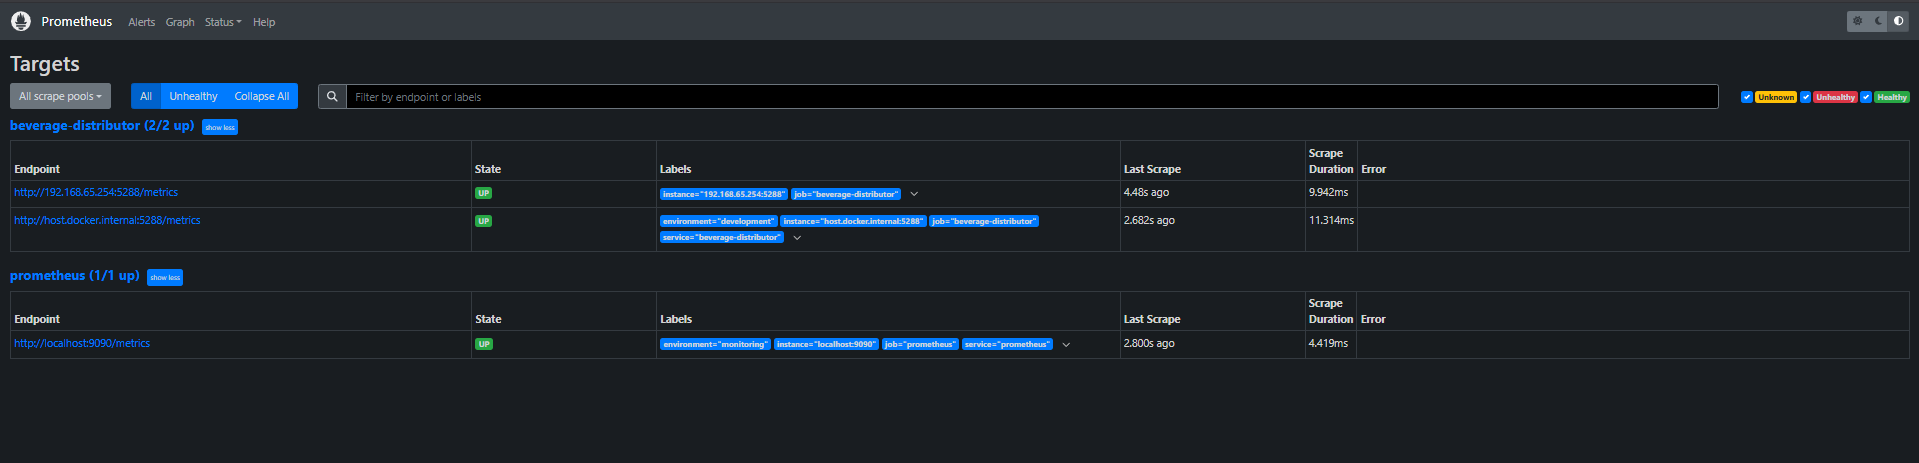 Prometheus Alerts Graph Status Help
Targets
All scrape pools All Unhealthy Collapse All Filter by endpoint or labels Unknown Unhealthy Healthy
beverage-distributor (2/2 up) show less
Endpoint State Labels Last Scrape Scrape Duration Error
http://192.168.65.254:5288/metrics UP instance="192.168.65.254:5288" job="beverage-distributor" 4.48s ago 9.942ms
http://host.docker.internal:5288/metrics UP environment="development" instance="host.docker.internal:5288" job="beverage-distributor" 2.682s ago 11.314ms
service="beverage-distributor"
prometheus (1/1 up) show less
Endpoint State Labels Last Scrape Scrape Duration Error
http://localhost:9090/metrics UP environment="monitoring" instance="localhost:9090" job="prometheus" service="prometheus" 2.800s ago 4.419ms